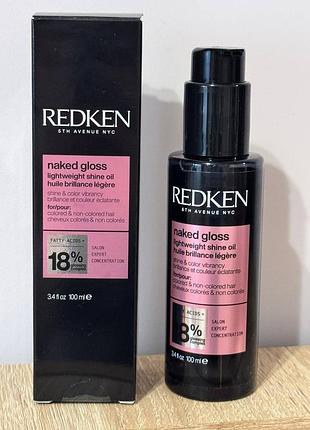 REDKEN
5TH AVENUE NYC
naked gloss
lightweight shine oil
huile brillance légère
shine & color vibrancy
brillance et couleur éclatante
for/pour:
colored & non-colored hair
cheveux colorés & non colorés
FATTY ACIDS +
18%
SALON
EXPERT
CONCENTRATION
3.4 fl oz 100 ml e
REDKEN
5TH AVENUE NYC
naked gloss
lightweight shine oil
huile brillance légère
shine & color vibrancy
brillance et couleur éclatante
for/pour:
colored & non-colored hair
cheveux colorés & non colorés
ACIDS +
8%
SALON
EXPERT
CONCENTRATION
3.4 fl oz 100 ml e